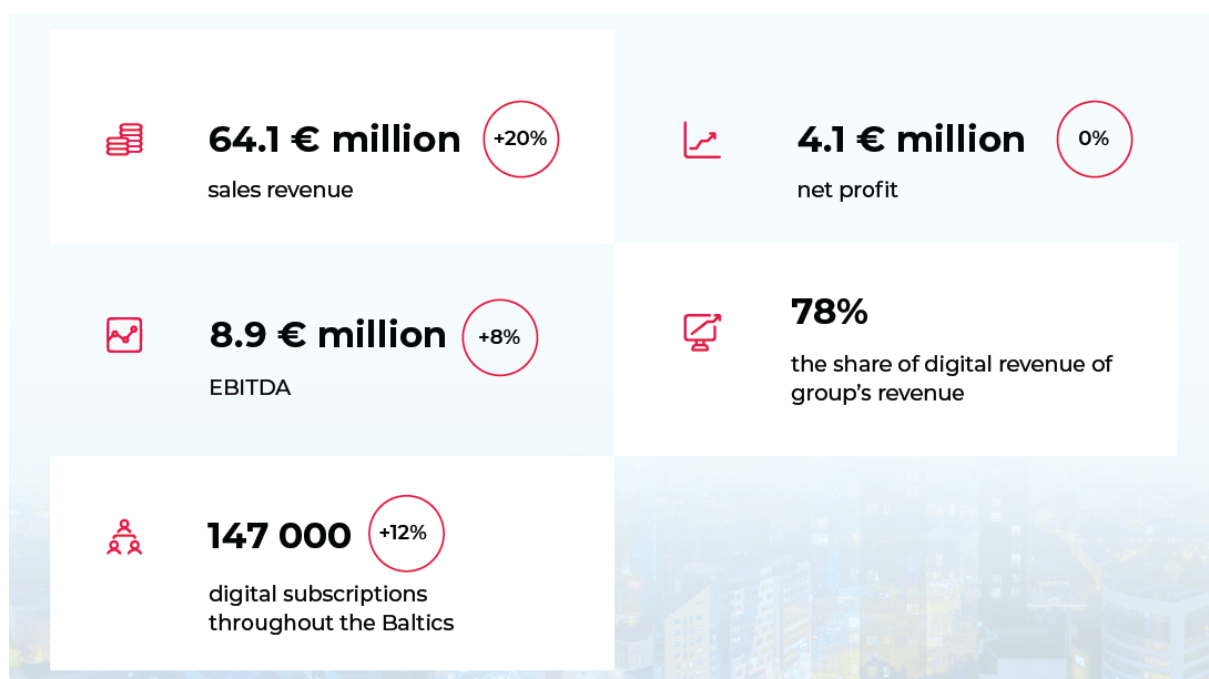 64.1 € million
+20%
sales revenue
4.1 € million
0%
net profit
8.9 € million
+8%
EBITDA
78%
the share of digital revenue of
group’s revenue
147 000
+12%
digital subscriptions
throughout the Baltics